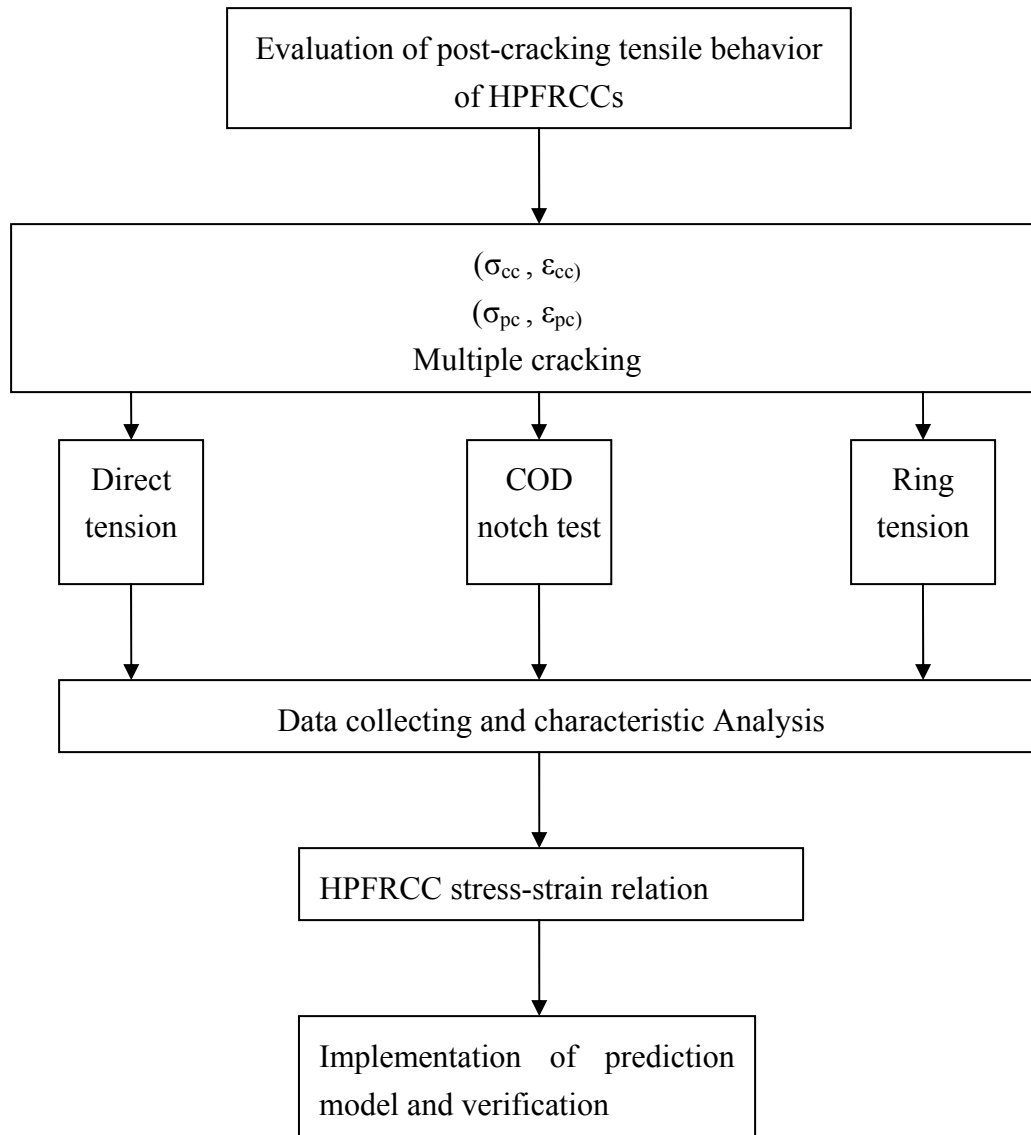 Evaluation of post-cracking tensile behavior
of HPFRCCs
(σcc , εcc)
(σpc , εpc)
Multiple cracking
Direct
tension
COD
notch test
Ring
tension
Data collecting and characteristic Analysis
HPFRCC stress-strain relation
Implementation of prediction
model and verification